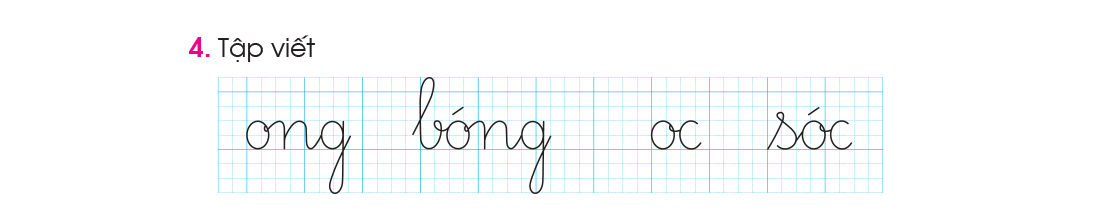 4. Tập viết
ong bóng oc sóc